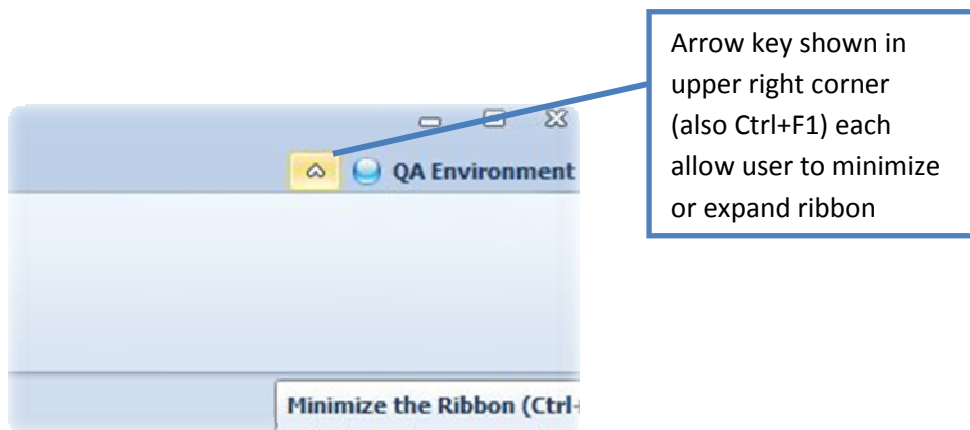 Arrow key shown in
upper right corner
(also Ctrl+F1) each
allow user to minimize
or expand ribbon
QA Environment
Minimize the Ribbon (Ctrl-